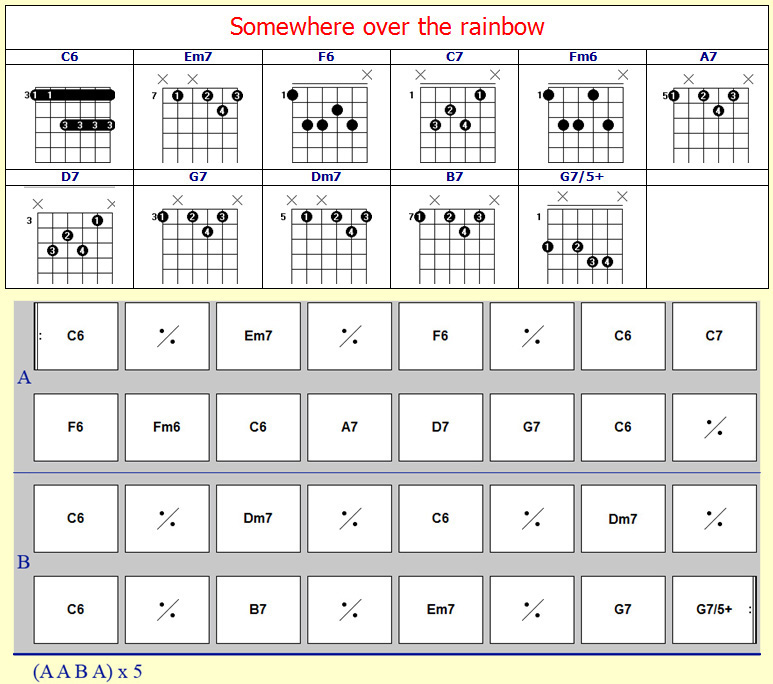 Somewhere over the rainbow
C6 Em7 F6 C7 Fm6 A7
3 1 1 3 3 3 3
7 1 2 3 4
1
1 1 2 3 4
1
5 1 2 3 4
D7 G7 Dm7 B7 G7/5+
3 1 2 3 4
3 1 2 3 4
5 1 2 3 4
7 1 2 3 4
1 1 2 3 4
: C6 ٪ Em7 ٪ F6 ٪ C6 C7
A
F6 Fm6 C6 A7 D7 G7 C6 ٪
C6 ٪ Dm7 ٪ C6 ٪ Dm7 ٪
B
C6 ٪ B7 ٪ Em7 ٪ G7 G7/5+ :
(A A B A) x 5